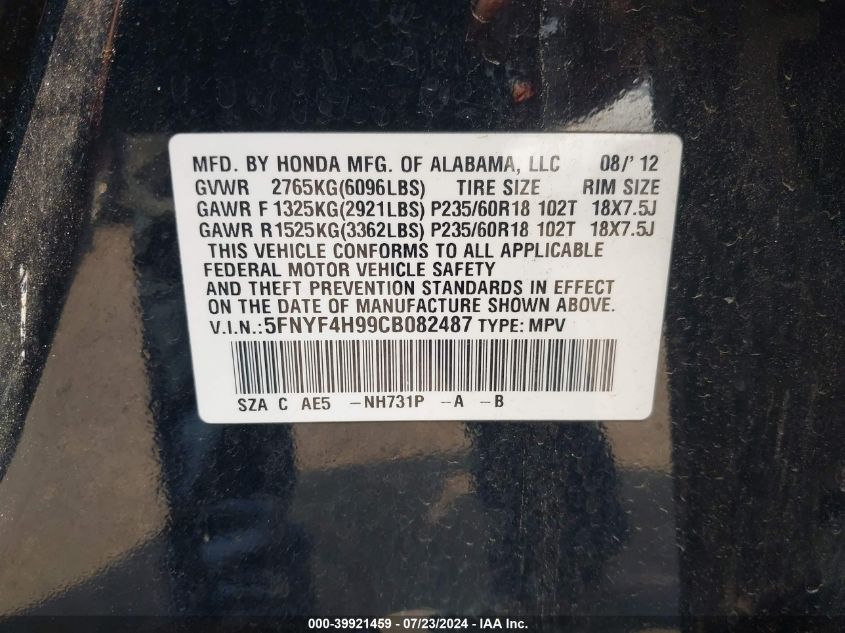 MFD. BY HONDA MFG. OF ALABAMA, LLC 08/'12
GVWR 2765KG(6096LBS) TIRE SIZE RIM SIZE
GAWR F 1325KG(2921LBS) P235/60R18 102T 18X7.5J
GAWR R 1525KG(3362LBS) P235/60R18 102T 18X7.5J
THIS VEHICLE CONFORMS TO ALL APPLICABLE
FEDERAL MOTOR VEHICLE SAFETY
AND THEFT PREVENTION STANDARDS IN EFFECT
ON THE DATE OF MANUFACTURE SHOWN ABOVE.
V.I.N.:5FNYF4H99CB082487 TYPE: MPV
SZA C AE5 -NH731P -A -B
000-39921459 - 07/23/2024 - IAA Inc.